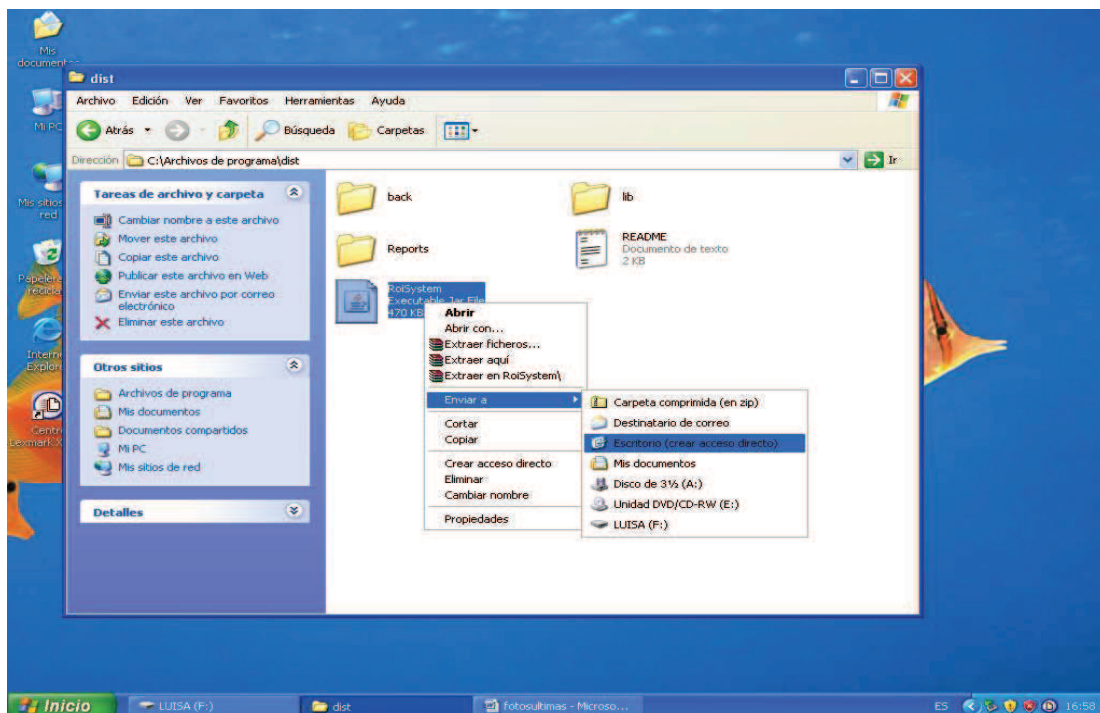 Mis
dist
Archivo Edición Ver Favoritos Herramientas Ayuda
Atrás Búsqueda Carpetas
Dirección C:\Archivos de programa\dist Ir
Mi PC
Mis sitios
red
Centr
Tareas de archivo y carpeta
Cambiar nombre a este archivo
Mover este archivo
Copiar este archivo
Publicar este archivo en Web
Enviar este archivo por correo
electrónico
Eliminar este archivo
Otros sitios
Archivos de programa
Mis documentos
Documentos compartidos
Mi PC
Mis sitios de red
Detalles
back
lib
Reports
README
Documento de texto
2 KB
RoiSystem
Executable Jar File
470 KB
Abrir
Abrir con...
Extraer ficheros...
Extraer aquí
Extraer en RoiSystem\
Enviar a
Cortar
Copiar
Crear acceso directo
Eliminar
Cambiar nombre
Propiedades
Carpeta comprimida (en zip)
Destinatario de correo
Escritorio (crear acceso directo)
Mis documentos
Disco de 3½ (A:)
Unidad DVD/CD-RW (E:)
LUISA (F:)
Inicio
LUISA (F:)
dist
fotosultimas - Microso...
ES 16:58